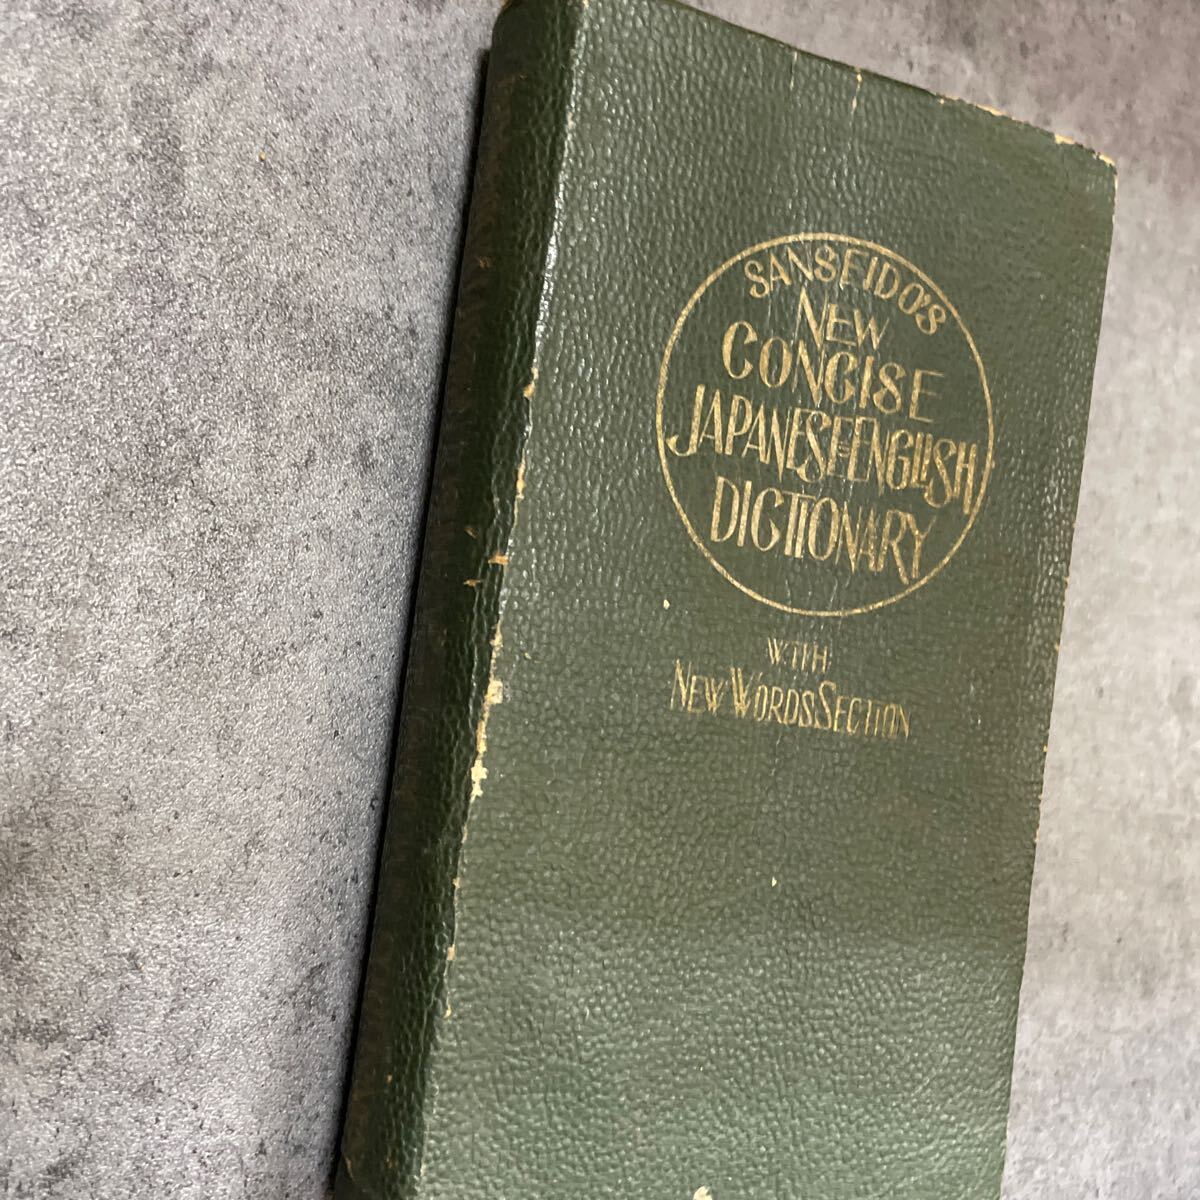 SANSEIDO'S
NEW
CONCISE
JAPANESE-ENGLISH
DICTIONARY
WITH
NEW WORDS SECTION